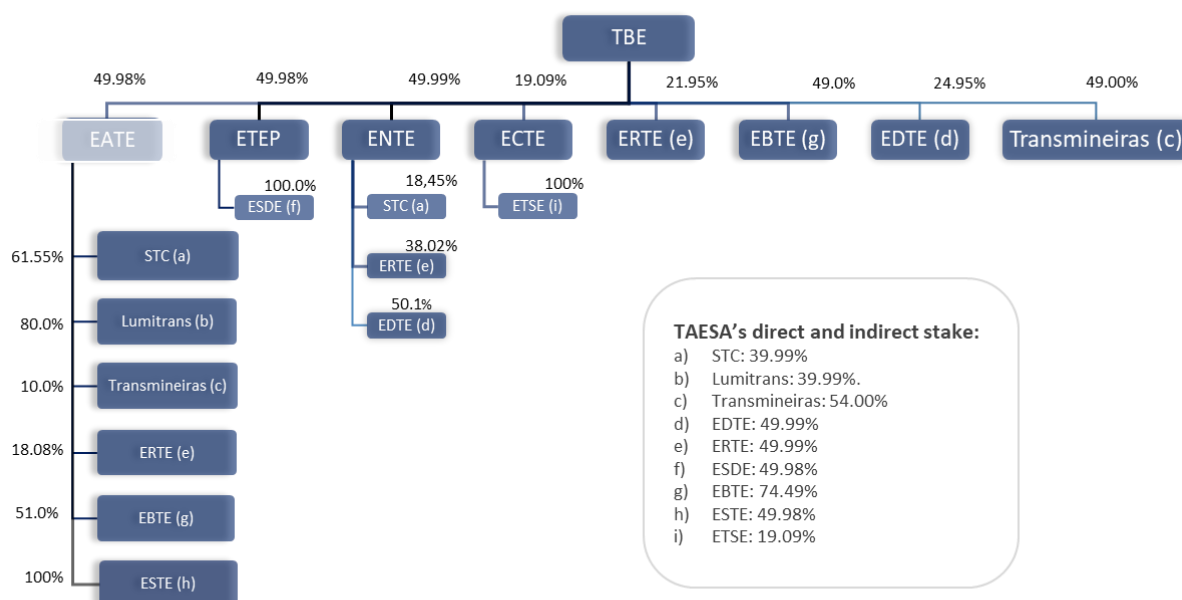 TBE
49.98%
49.98%
49.99%
19.09%
21.95%
49.0%
24.95%
49.00%
EATE
ETEP
ENTE
ECTE
ERTE (e)
EBTE (g)
EDTE (d)
Transmineiras (c)
100.0%
ESDE (f)
18,45%
STC (a)
100%
ETSE (i)
38.02%
ERTE (e)
50.1%
EDTE (d)
61.55%
STC (a)
80.0%
Lumitrans (b)
10.0%
Transmineiras (c)
18.08%
ERTE (e)
51.0%
EBTE (g)
100%
ESTE (h)
TAESA's direct and indirect stake:
a) STC: 39.99%
b) Lumitrans: 39.99%.
c) Transmineiras: 54.00%
d) EDTE: 49.99%
e) ERTE: 49.99%
f) ESDE: 49.98%
g) EBTE: 74.49%
h) ESTE: 49.98%
i) ETSE: 19.09%